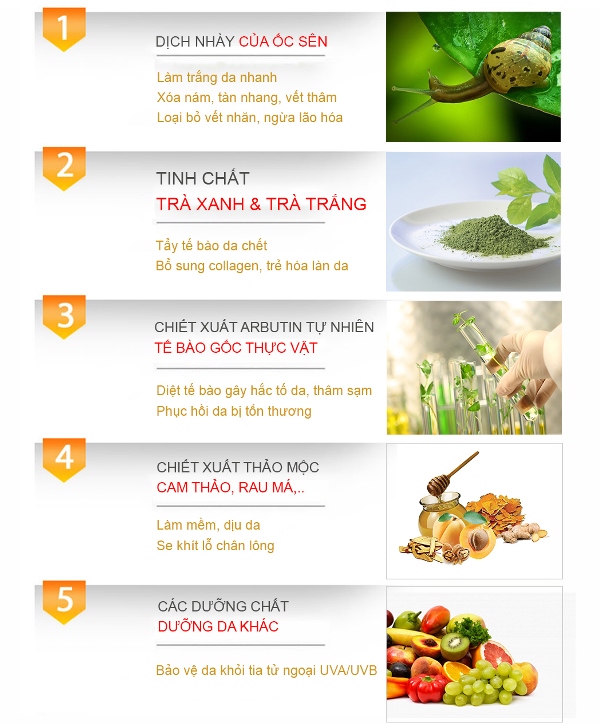 1
DỊCH NHÀY CỦA ỐC SÊN
Làm trắng da nhanh
Xóa nám, tàn nhang, vết thâm
Loại bỏ vết nhăn, ngừa lão hóa
2
TINH CHẤT
TRÀ XANH & TRÀ TRẮNG
Tẩy tế bào da chết
Bổ sung collagen, trẻ hóa làn da
3
CHIẾT XUẤT ARBUTIN TỰ NHIÊN
TẾ BÀO GỐC THỰC VẬT
Diệt tế bào gây hắc tố da, thâm sạm
Phục hồi da bị tổn thương
4
CHIẾT XUẤT THẢO MỘC
CAM THẢO, RAU MÁ,..
Làm mềm, dịu da
Se khít lỗ chân lông
5
CÁC DƯỠNG CHẤT
DƯỠNG DA KHÁC
Bảo vệ da khỏi tia tử ngoại UVA/UVB